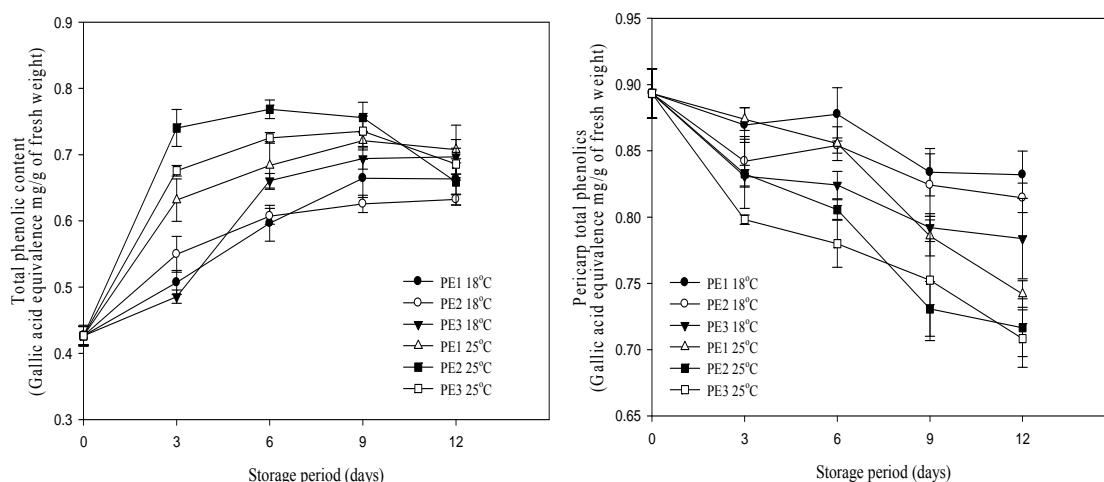 Total phenolic content
(Gallic acid equivalence mg/g of fresh weight)
0.9
0.8
0.7
0.6
0.5
0.4
0.3
PE1 18°C
PE2 18°C
PE3 18°C
PE1 25°C
PE2 25°C
PE3 25°C
0 3 6 9 12
Storage period (days)
Pericarp total phenolics
(Gallic acid equivalence mg/g of fresh weight)
0.95
0.90
0.85
0.80
0.75
0.70
0.65
PE1 18°C
PE2 18°C
PE3 18°C
PE1 25°C
PE2 25°C
PE3 25°C
0 3 6 9 12
Storage period (days)